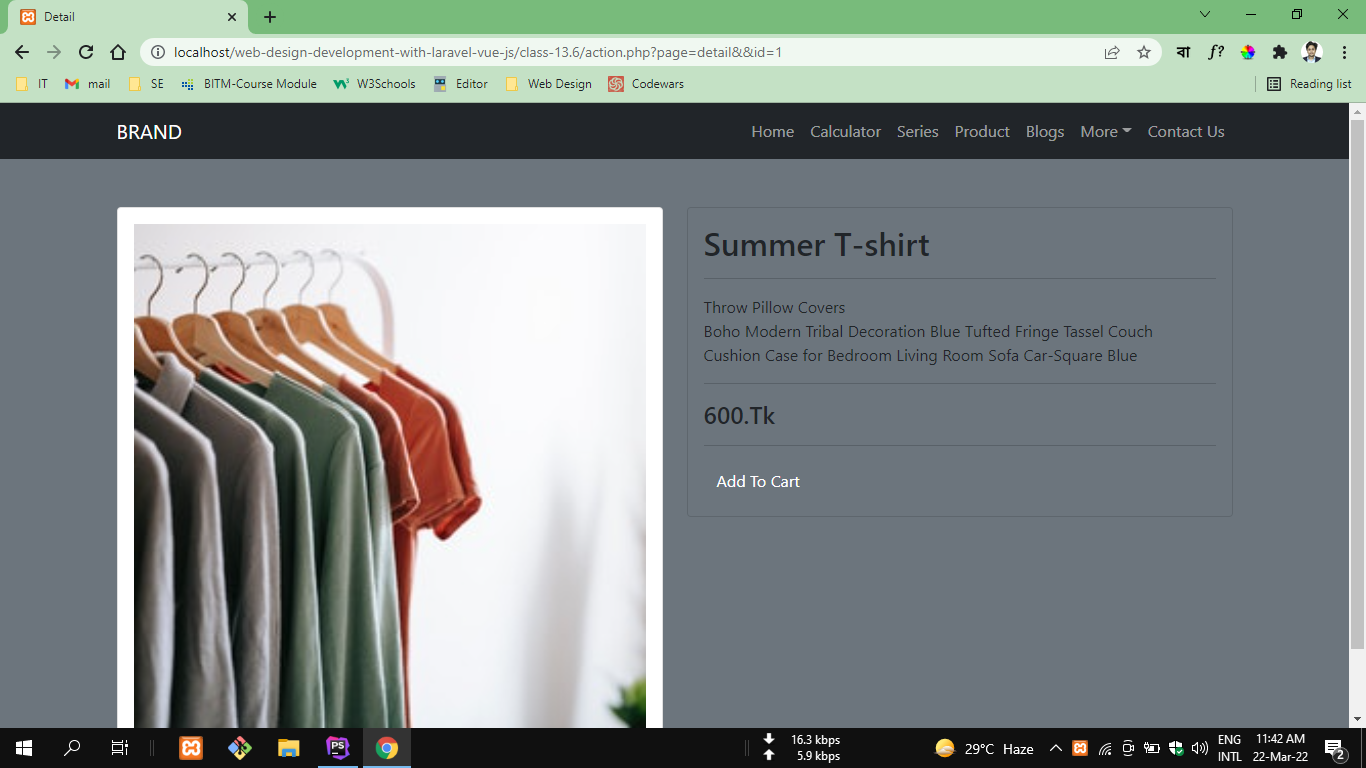 Detail
localhost/web-design-development-with-laravel-vue-js/class-13.6/action.php?page=detail&&id=1
বা
f?
IT
mail
SE
BITM-Course Module
W3Schools
Editor
Web Design
Codewars
Reading list
BRAND
Home
Calculator
Series
Product
Blogs
More
Contact Us
Summer T-shirt
Throw Pillow Covers
Boho Modern Tribal Decoration Blue Tufted Fringe Tassel Couch
Cushion Case for Bedroom Living Room Sofa Car-Square Blue
600.Tk
Add To Cart
PS
16.3 kbps
5.9 kbps
29°C Haze
ENG
INTL
11:42 AM
22-Mar-22
2